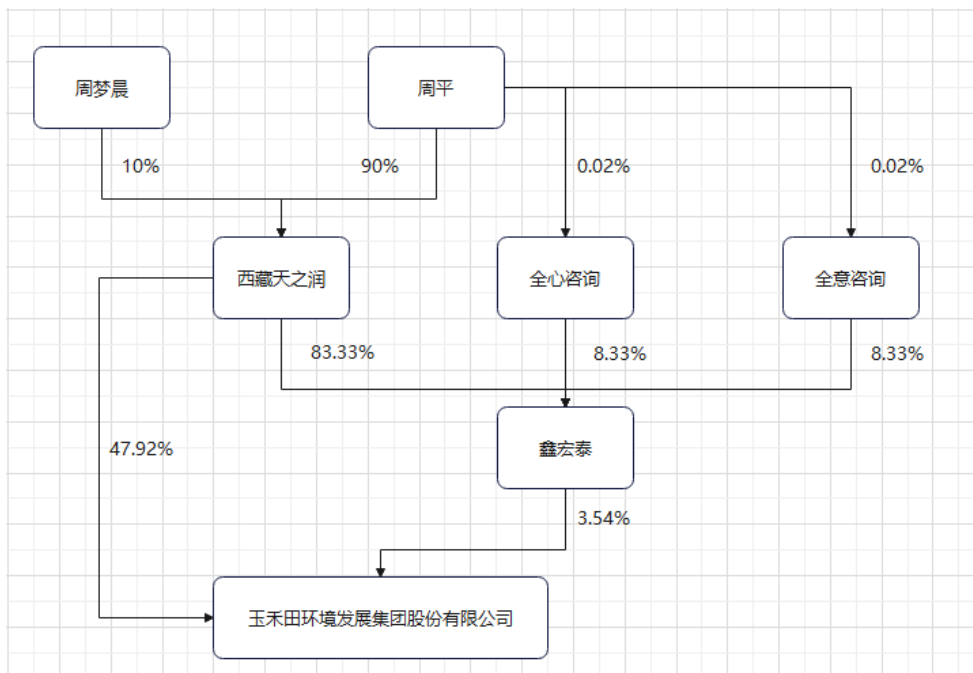 周梦晨
周平
10%
90%
0.02%
0.02%
西藏天之润
全心咨询
全意咨询
83.33%
8.33%
8.33%
47.92%
鑫宏泰
3.54%
玉禾田环境发展集团股份有限公司